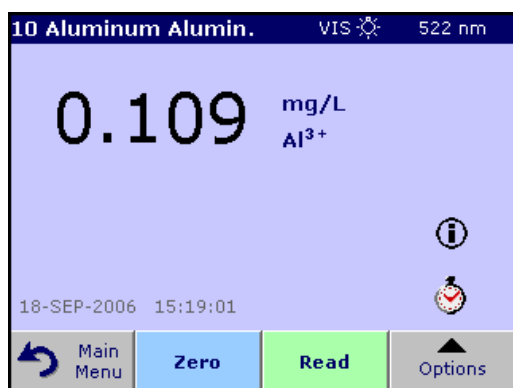 10 Aluminum Alumin. VIS 522 nm
0.109 mg/L
Al³⁺
18-SEP-2006 15:19:01
Main Menu Zero Read Options